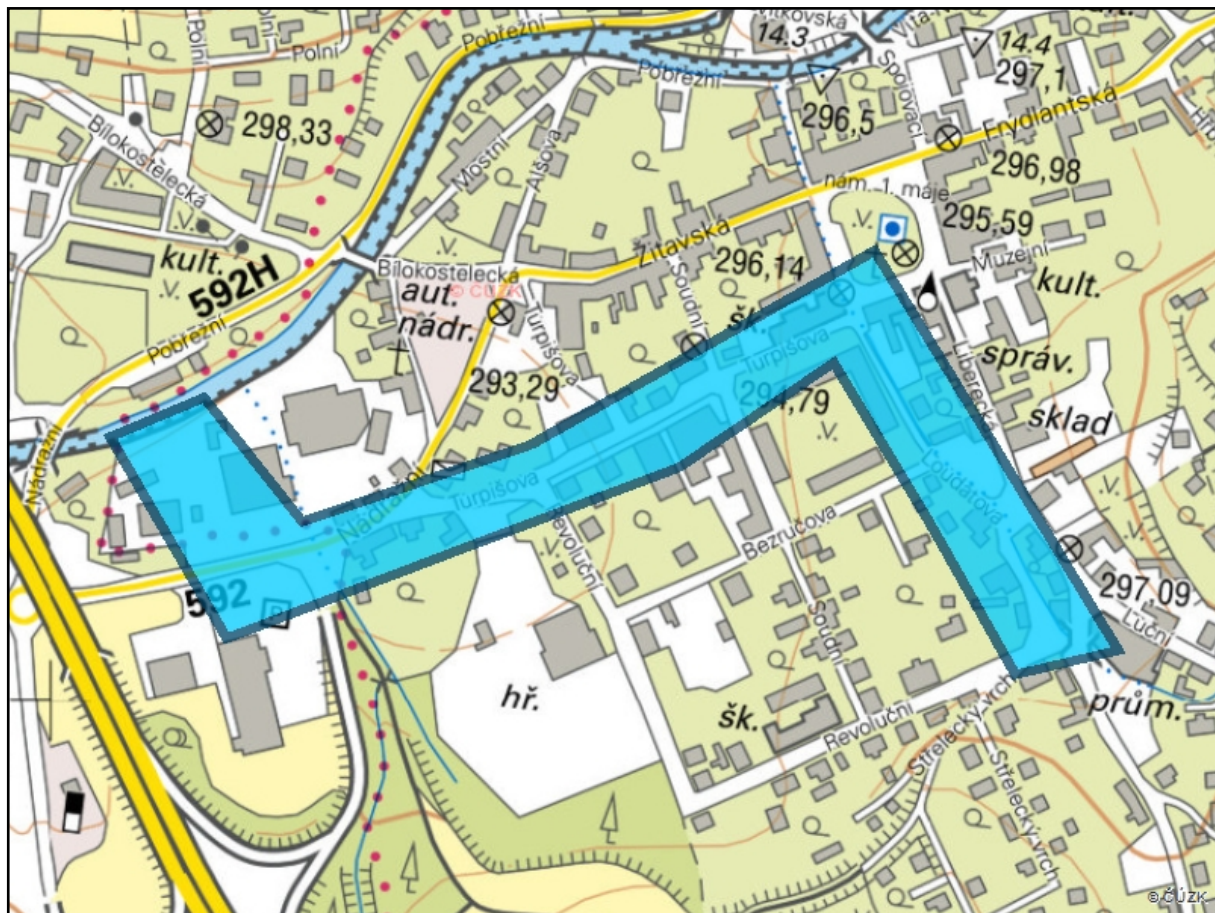 Polní
Polní
Pobřežní
Vítkovská
14.3
Pobřežní
14.4
297,1
Spojovací
Frýdlantská
298,33
Bílokostelecká
Mostní
Alšova
296,5
296,98
nám. 1. máje
295,59
Žitavská
Muzejní
kult.
592H
Bílokostelecká
© ČÚZK
aut.
nádr.
Soudní
296,14
kult.
Pobřežní
Turpišova
293,29
šk.
Turpišova
294,79
Liberecká
správ.
sklad
Nádražní
Nádražní
Turpišova
Loudátova
Bezručova
Revoluční
592
P
297,09
Luční
Soudní
hř.
šk.
Revoluční
Střelecký vrch
prům.
Střelecký vrch
© ČÚZK